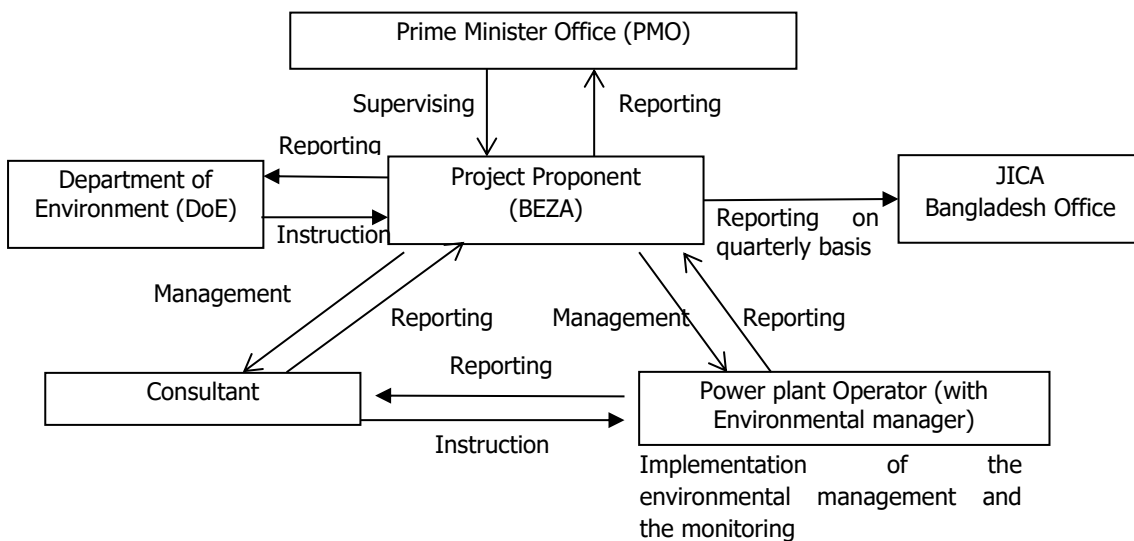 Prime Minister Office (PMO)
Supervising
Reporting
Reporting
Department of
Environment (DoE)
Project Proponent
(BEZA)
JICA
Bangladesh Office
Instruction
Reporting on
quarterly basis
Management
Reporting
Management
Reporting
Reporting
Consultant
Power plant Operator (with
Environmental manager)
Instruction
Implementation of the
environmental management and
the monitoring